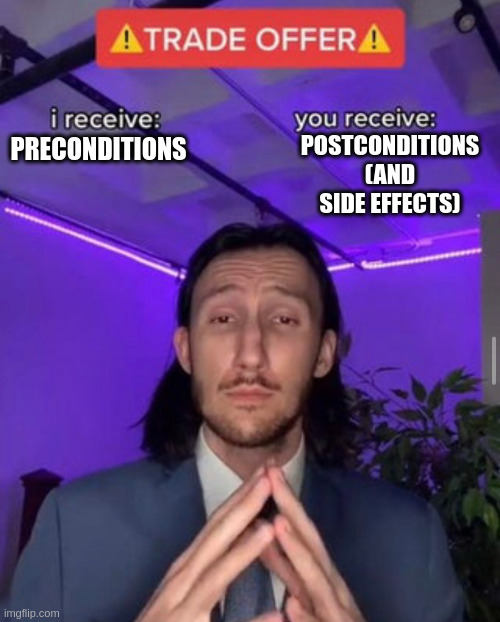 ⚠TRADE OFFER⚠
i receive:
you receive:
PRECONDITIONS
POSTCONDITIONS
(AND
SIDE EFFECTS)
imgflip.com